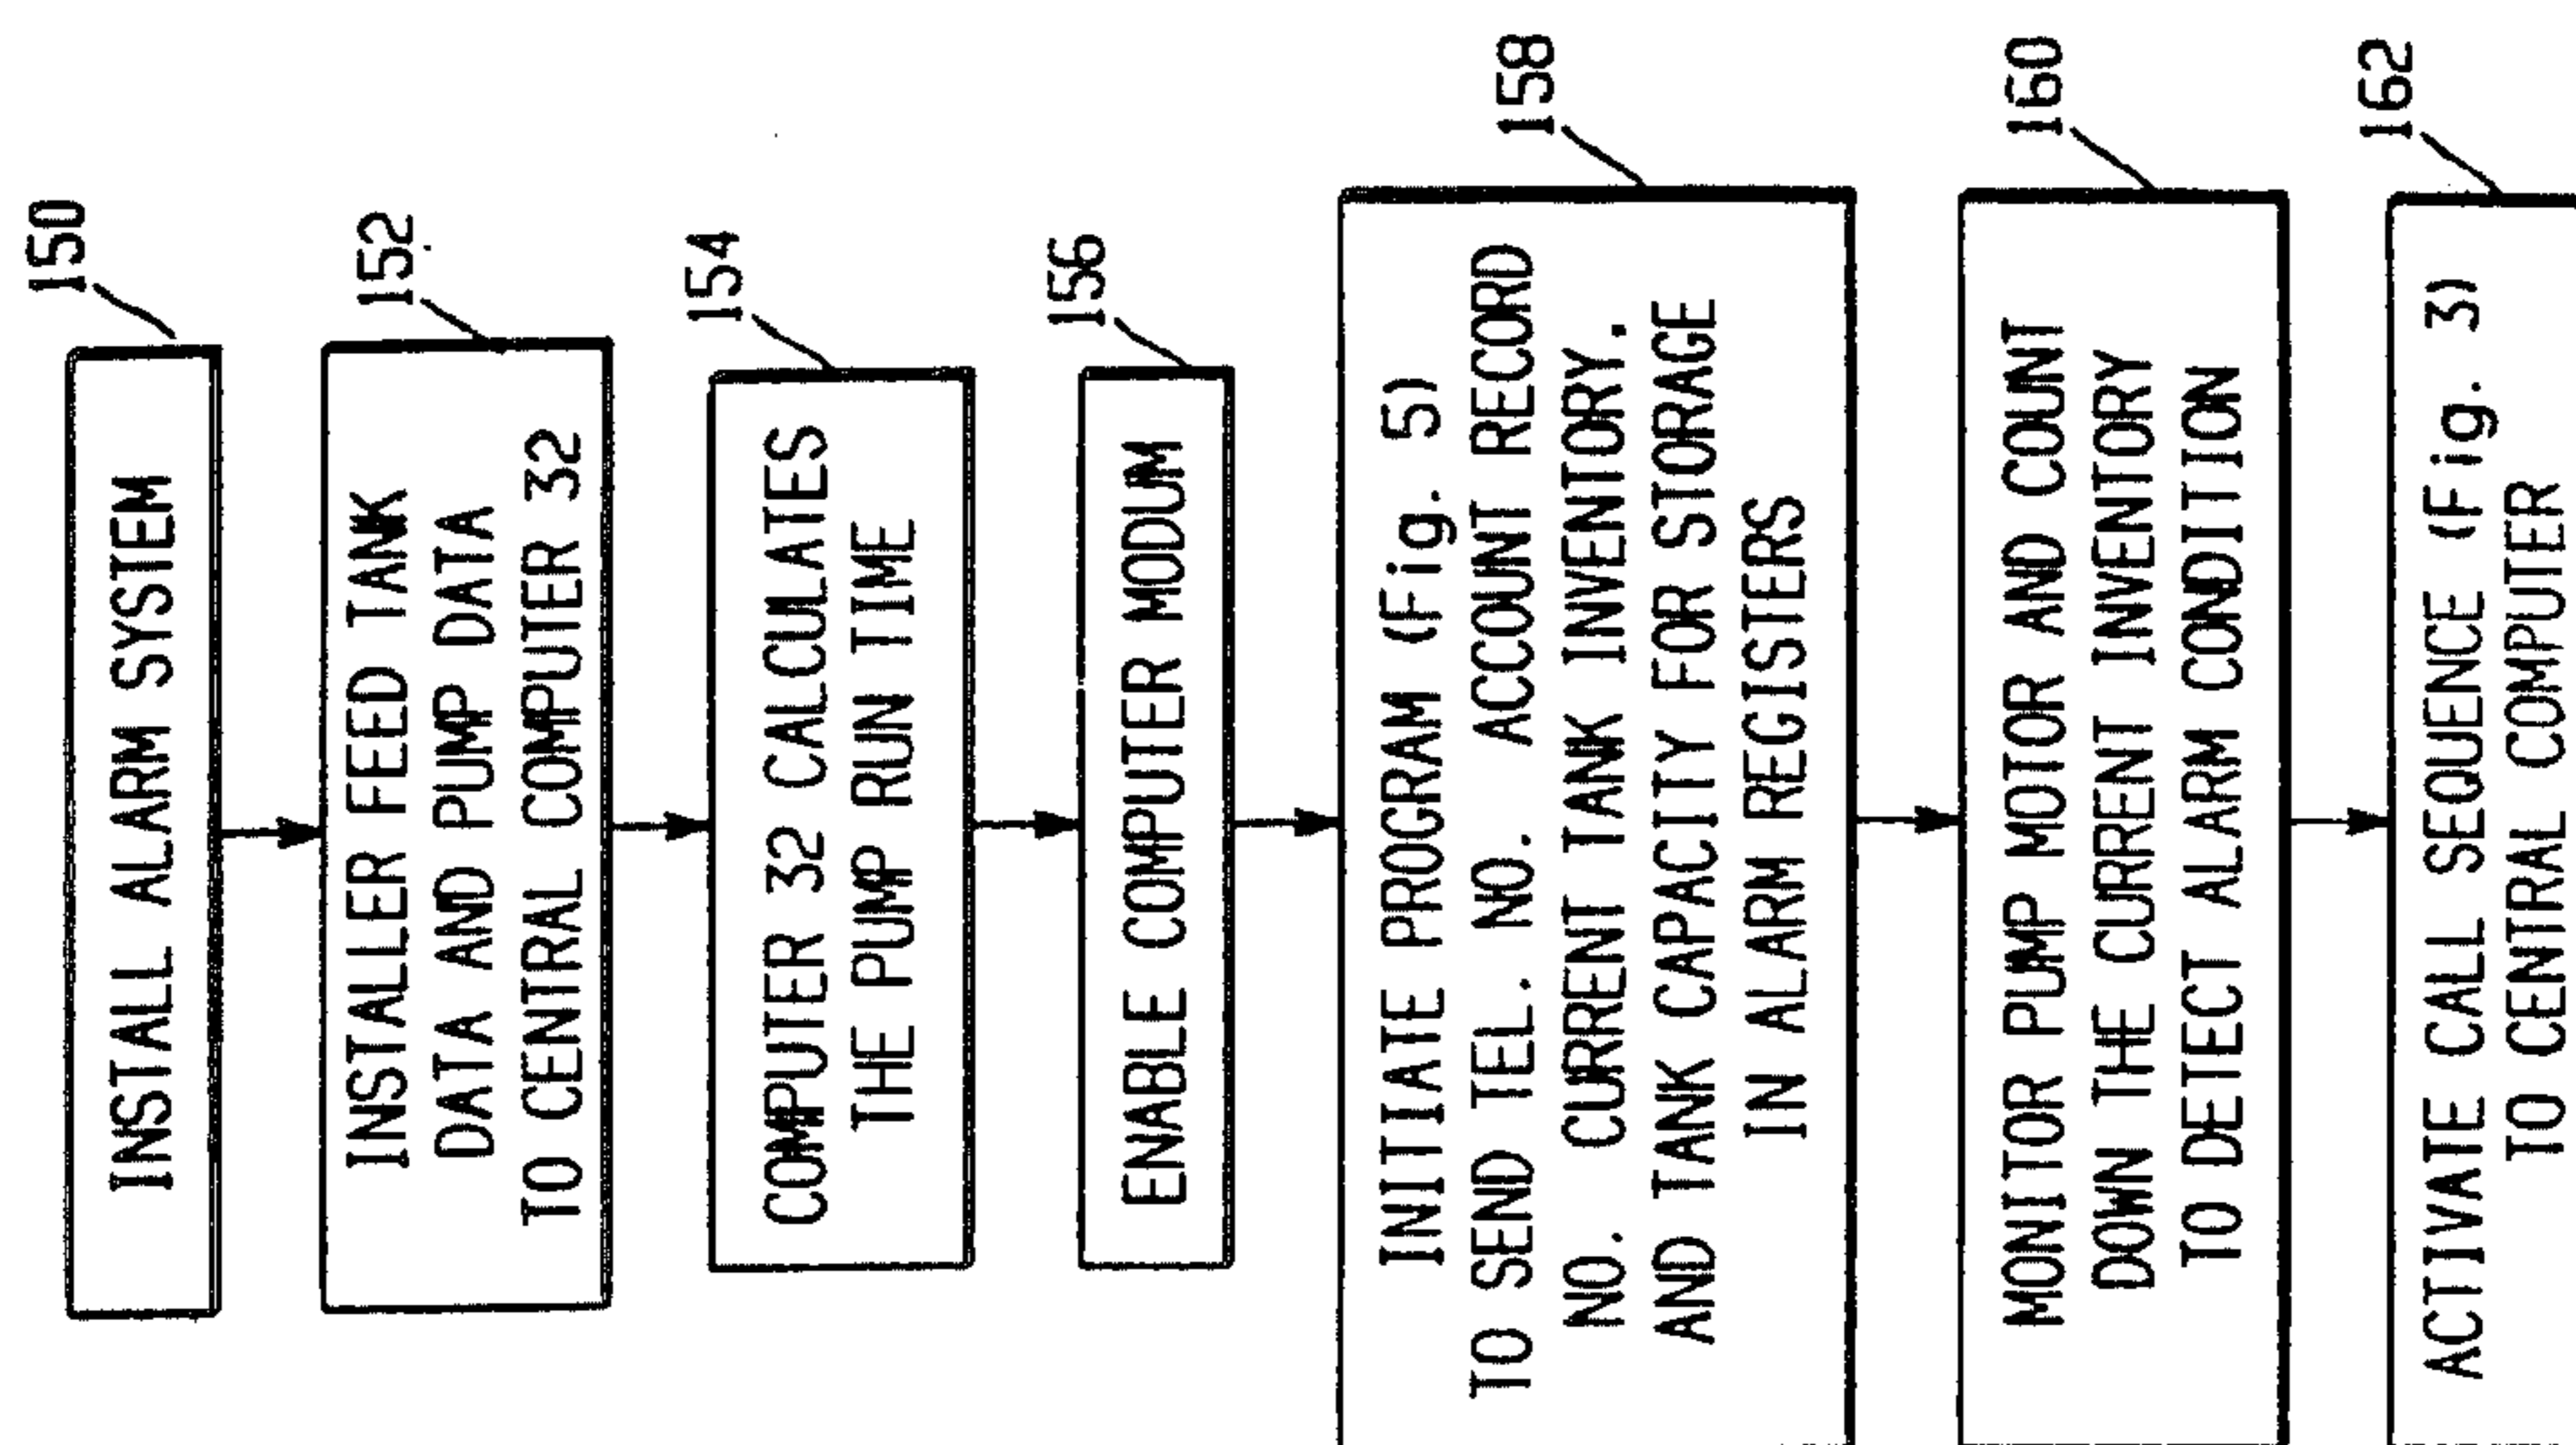 150
INSTALL ALARM SYSTEM
152
INSTALLER FEED TANK
DATA AND PUMP DATA
TO CENTRAL COMPUTER 32
154
COMPUTER 32 CALCULATES
THE PUMP RUN TIME
156
ENABLE COMPUTER MODUM
158
INITIATE PROGRAM (Fig. 5)
TO SEND TEL. NO. ACCOUNT RECORD
NO. CURRENT TANK INVENTORY.
AND TANK CAPACITY FOR STORAGE
IN ALARM REGISTERS
160
MONITOR PUMP MOTOR AND COUNT
DOWN THE CURRENT INVENTORY
TO DETECT ALARM CONDITION
162
ACTIVATE CALL SEQUENCE (Fig. 3)
TO CENTRAL COMPUTER